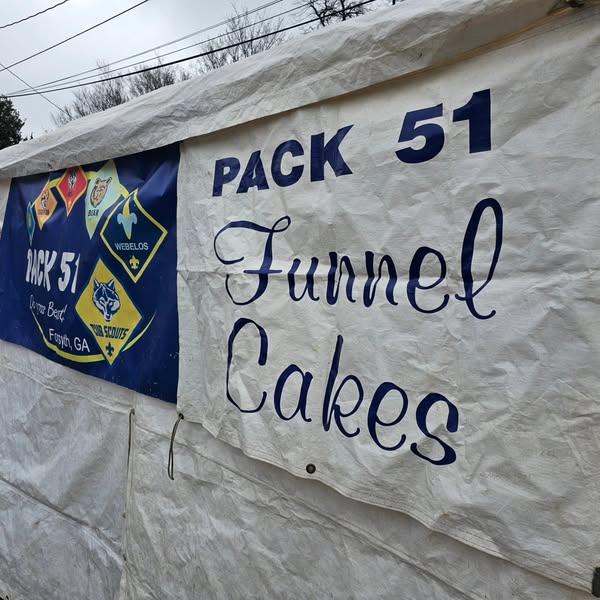 BEAR
WEBELOS
PACK 51
Do your Best!
CUB SCOUTS
Forsyth, GA
PACK 51
Funnel
Cakes